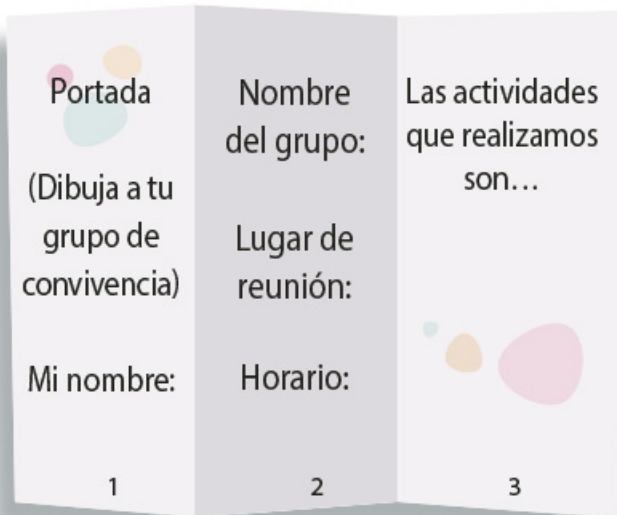 Portada
(Dibuja a tu
grupo de
convivencia)
Mi nombre:
1
Nombre
del grupo:
Lugar de
reunión:
Horario:
2
Las actividades
que realizamos
son...
3